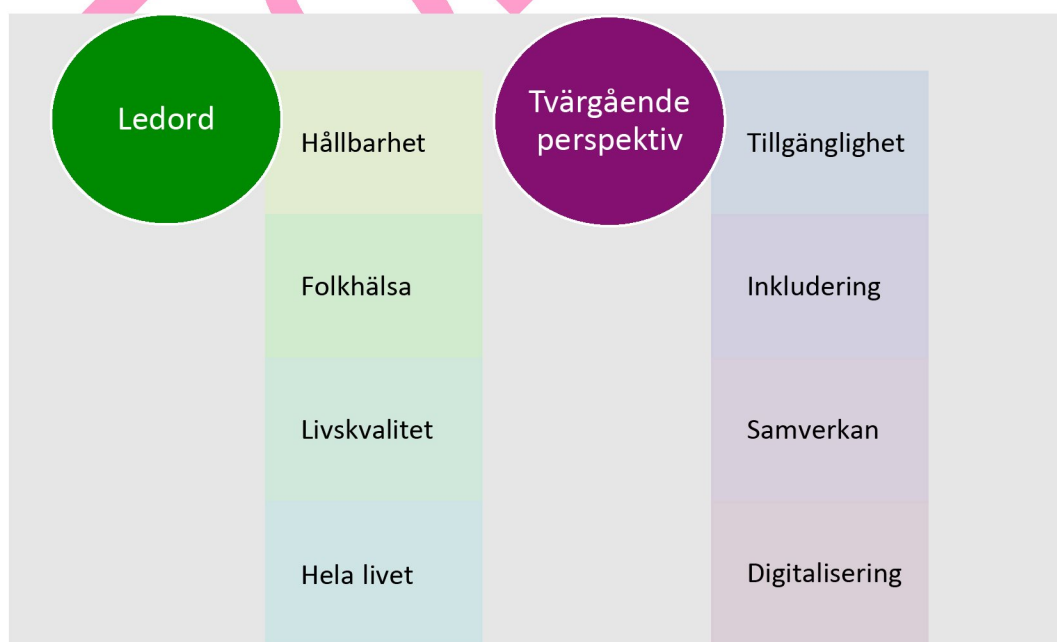 Ledord
Hållbarhet
Folkhälsa
Livskvalitet
Hela livet
Tvärgående
perspektiv
Tillgänglighet
Inkludering
Samverkan
Digitalisering